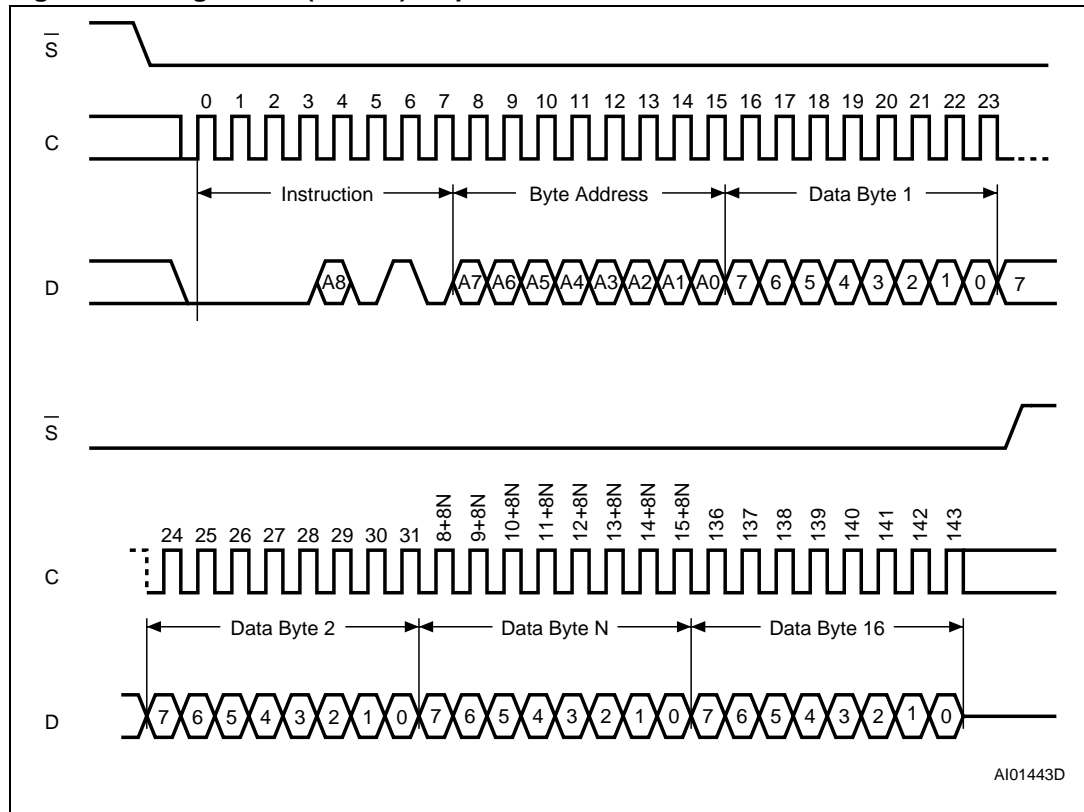 S
0 1 2 3 4 5 6 7 8 9 10 11 12 13 14 15 16 17 18 19 20 21 22 23
C
Instruction Byte Address Data Byte 1
D A8 A7 A6 A5 A4 A3 A2 A1 A0 7 6 5 4 3 2 1 0 7
S
24 25 26 27 28 29 30 31 8+8N 9+8N 10+8N 11+8N 12+8N 13+8N 14+8N 15+8N 136 137 138 139 140 141 142 143
C
Data Byte 2 Data Byte N Data Byte 16
D 7 6 5 4 3 2 1 0 7 6 5 4 3 2 1 0 7 6 5 4 3 2 1 0
AI01443D